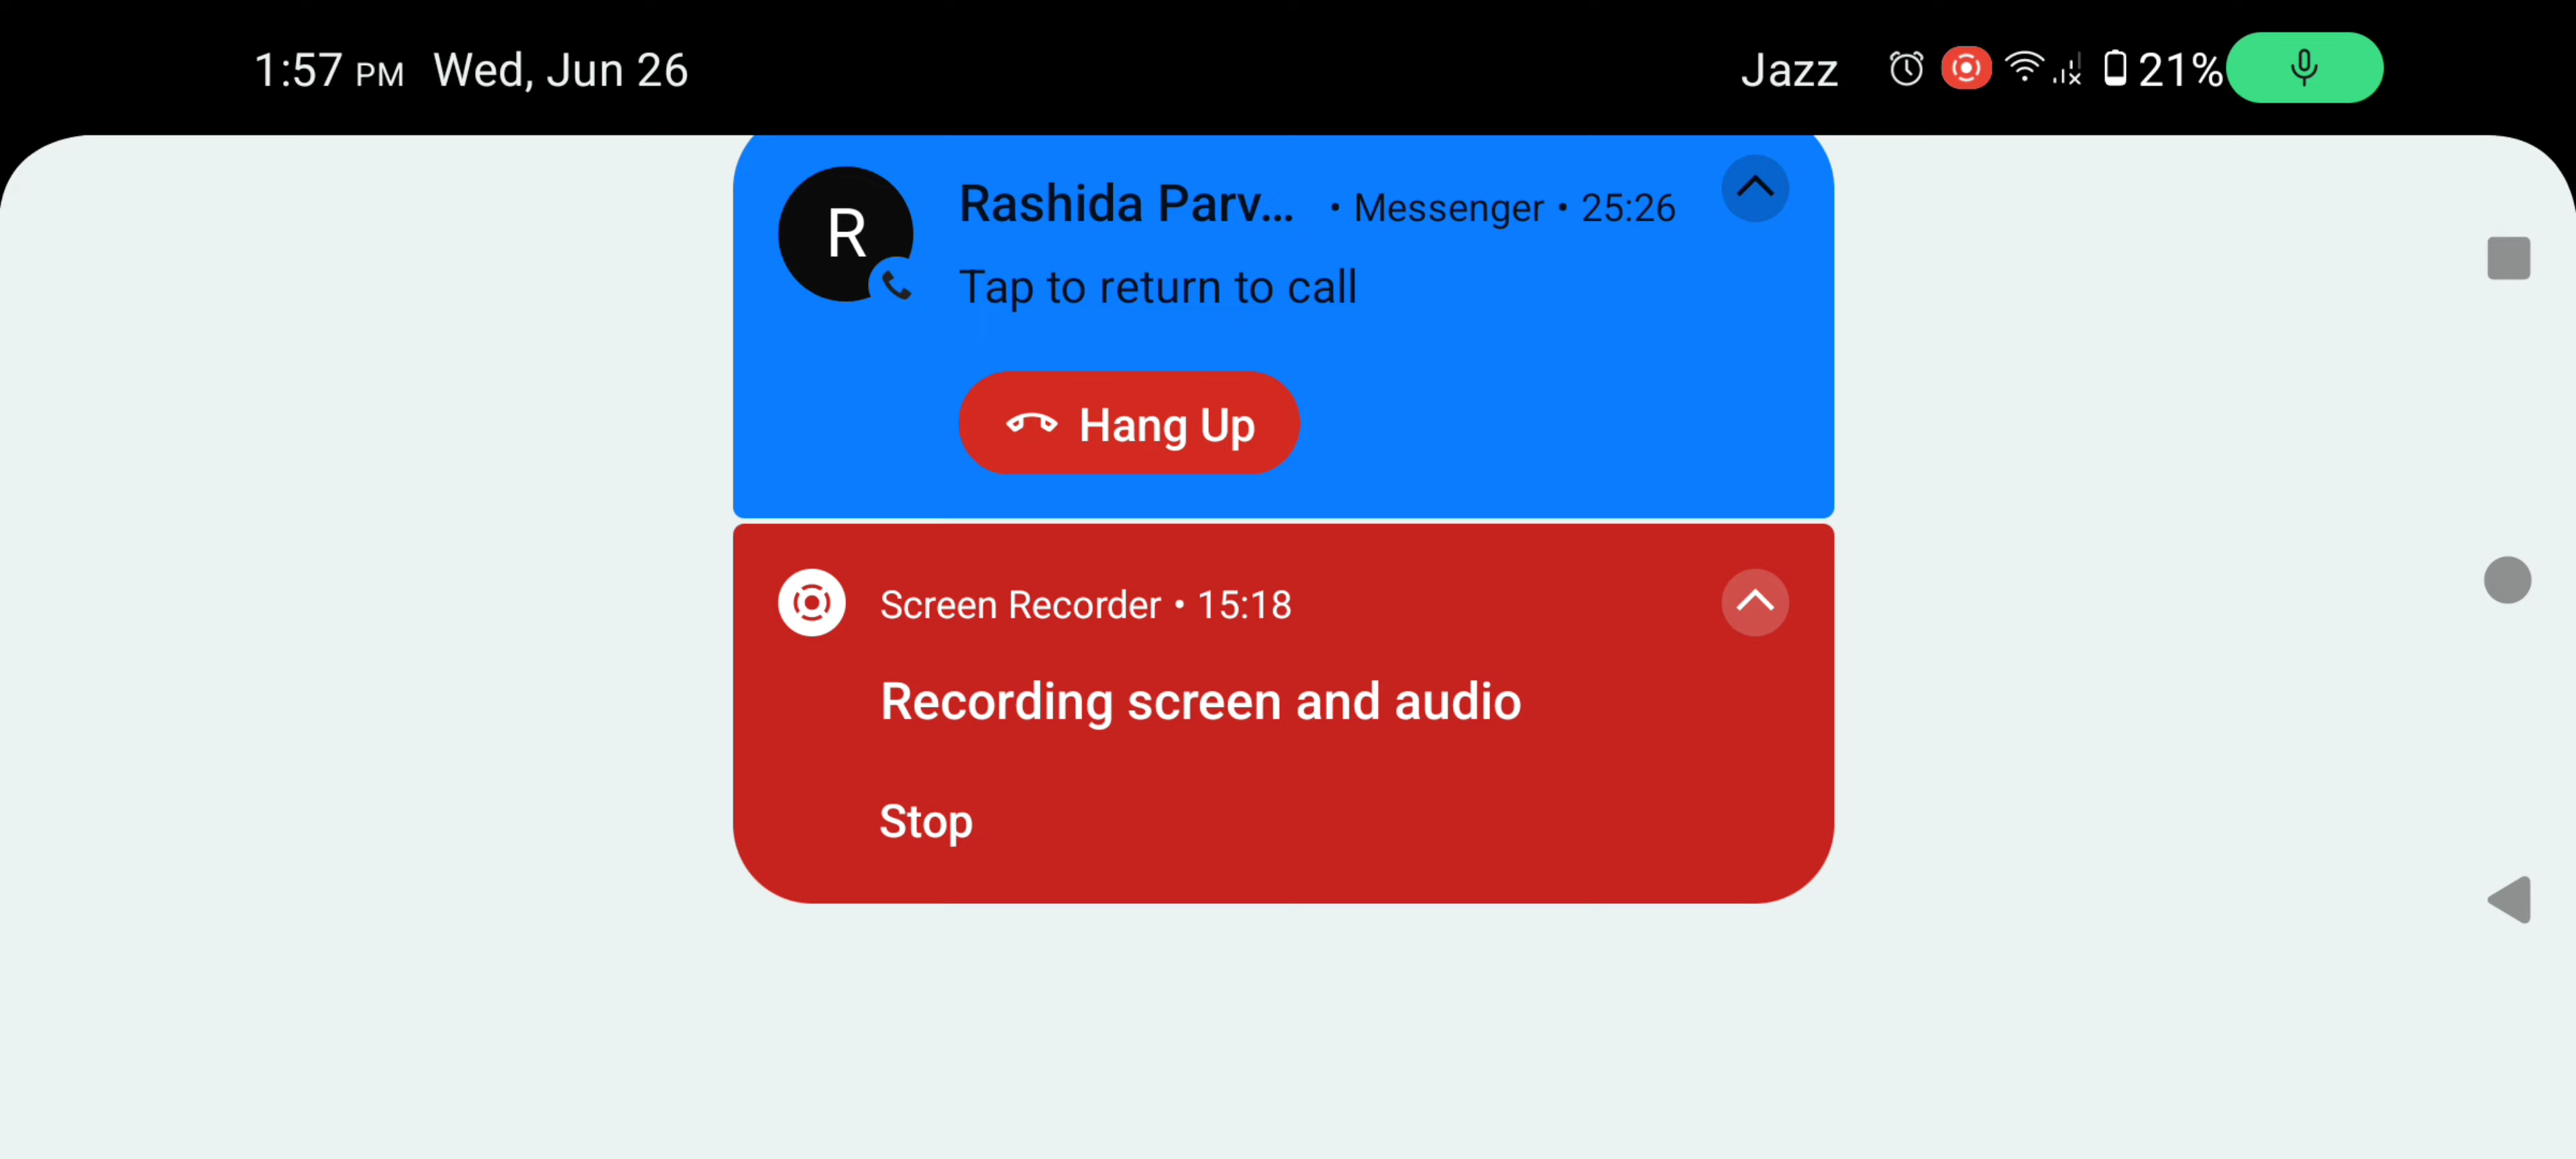 1:57 PM Wed, Jun 26 Jazz 21%
R
Rashida Parv... • Messenger • 25:26
Tap to return to call
Hang Up
Screen Recorder • 15:18
Recording screen and audio
Stop